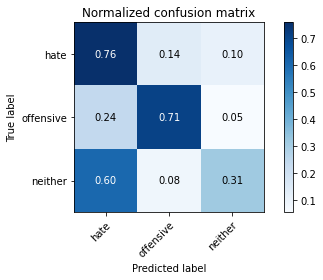 Normalized confusion matrix
True label
hate
0.76 0.14 0.10
offensive
0.24 0.71 0.05
neither
0.60 0.08 0.31
hate
offensive
neither
Predicted label
0.7
0.6
0.5
0.4
0.3
0.2
0.1